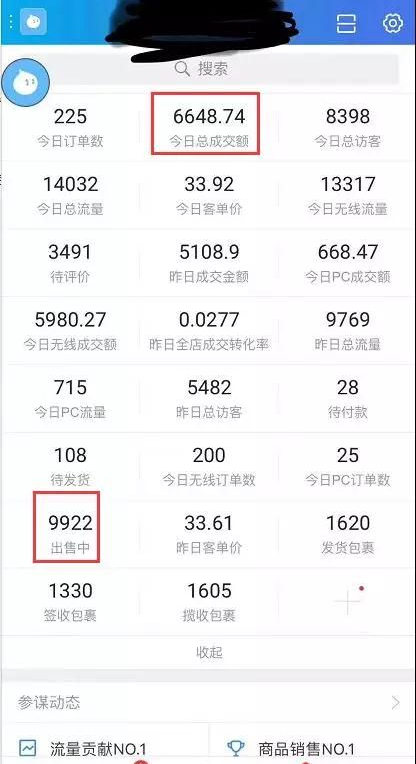 搜索
225 6648.74 8398
今日订单数 今日总成交额 今日总访客
14032 33.92 13317
今日总流量 今日客单价 今日无线流量
3491 5108.9 668.47
待评价 昨日成交金额 今日PC成交额
5980.27 0.0277 9769
今日无线成交额 昨日全店成交转化率 昨日总流量
715 5482 28
今日PC流量 昨日总访客 待付款
108 200 25
待发货 今日无线订单数 今日PC订单数
9922 33.61 1620
出售中 昨日客单价 发货包裹
1330 1605
签收包裹 揽收包裹
收起
参谋动态
流量贡献NO.1 商品销售NO.1